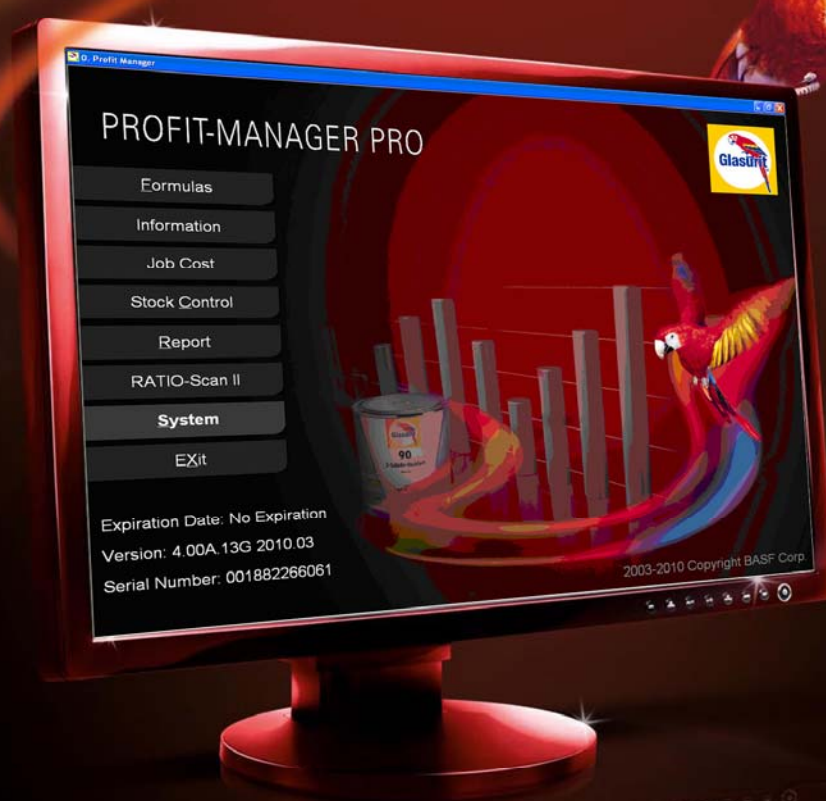 O. Profit Manager
PROFIT-MANAGER PRO
Glasurit
Formulas
Information
Job Cost
Stock Control
Report
RATIO-Scan II
System
EXit
Glasurit
90
Expiration Date: No Expiration
Version: 4.00A.13G 2010.03
Serial Number: 001882266061
2003-2010 Copyright BASF Corp.